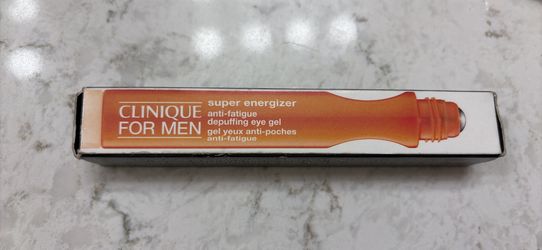 CLINIQUE
FOR MEN
super energizer
anti-fatigue
depuffing eye gel
gel yeux anti-poches
anti-fatigue